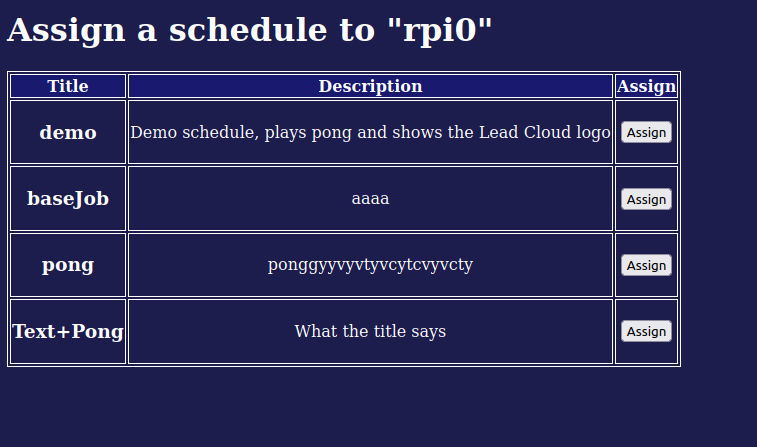 Assign a schedule to "rpi0"
Title Description Assign
demo Demo schedule, plays pong and shows the Lead Cloud logo Assign
baseJob aaaa Assign
pong ponggyyvyvtyvcytcvyvcty Assign
Text+Pong What the title says Assign